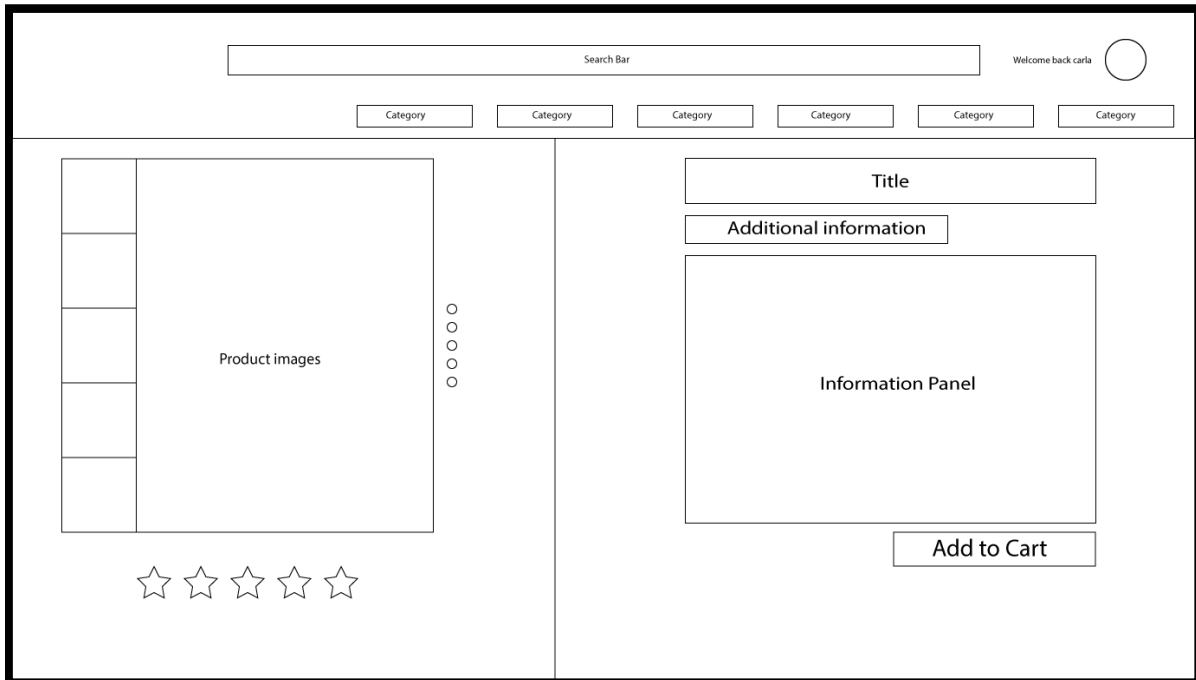 Search Bar
Welcome back carla
Category
Category
Category
Category
Category
Category
Product images
Title
Additional information
Information Panel
Add to Cart